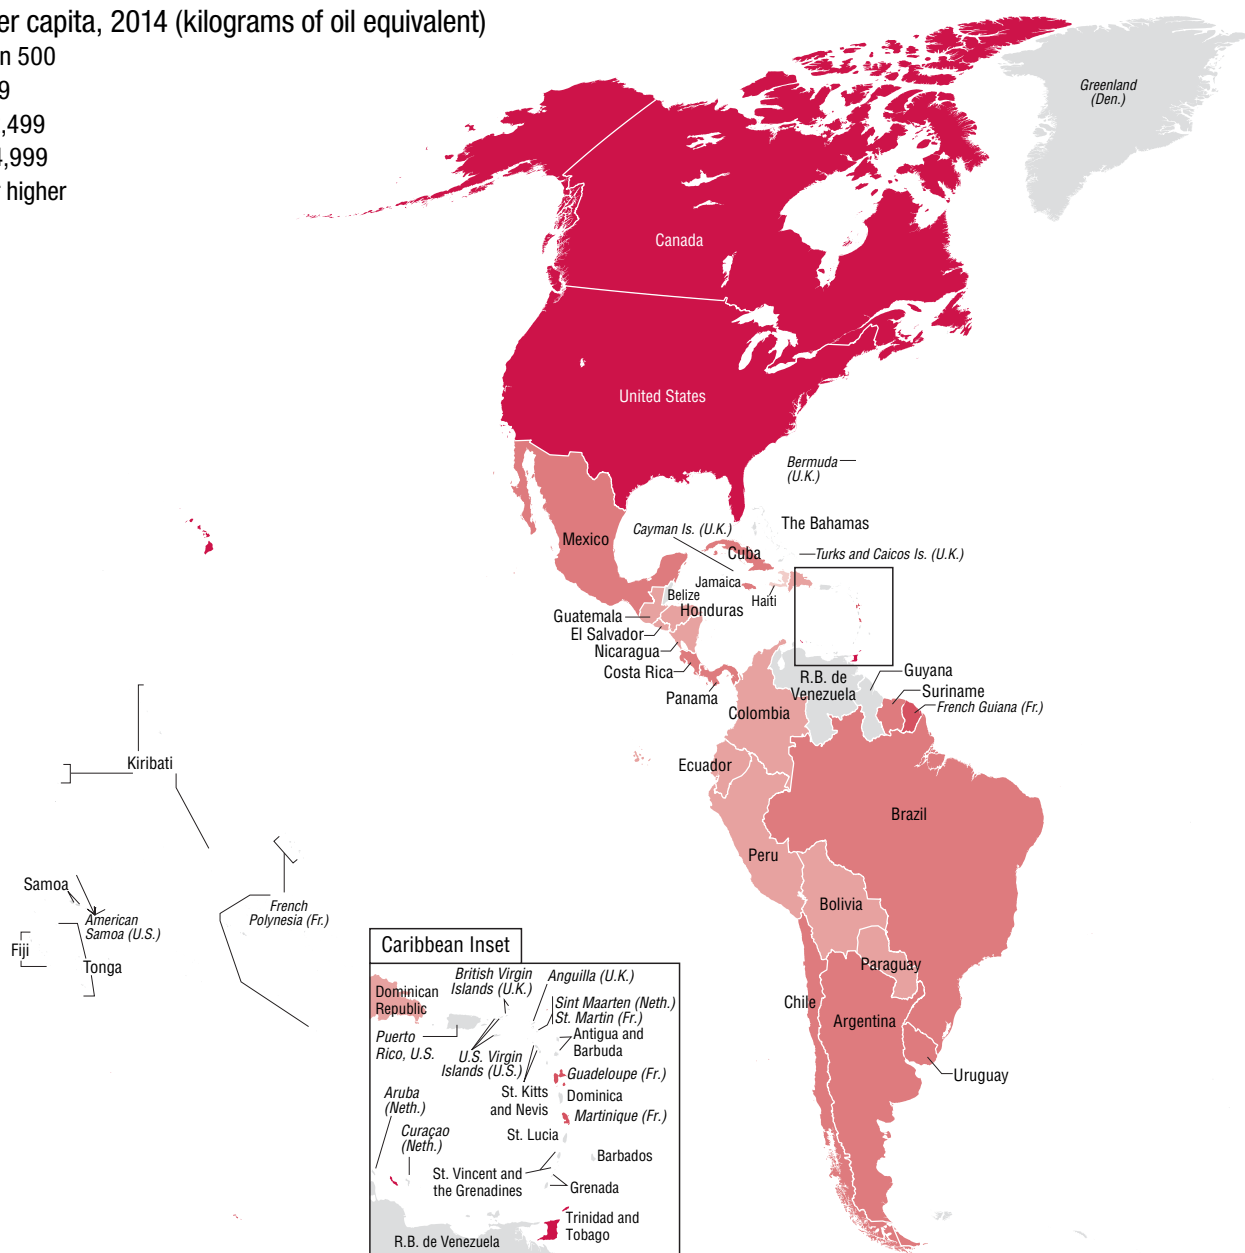 er capita, 2014 (kilograms of oil equivalent)
n 500
9
,499
4,999
r higher
Greenland
(Den.)
Canada
United States
Bermuda
(U.K.)
The Bahamas
Cayman Is. (U.K.)
Mexico
Cuba
Turks and Caicos Is. (U.K.)
Jamaica
Belize
Haiti
Honduras
Guatemala
El Salvador
Nicaragua
Costa Rica
Panama
R.B. de
Venezuela
Guyana
Suriname
French Guiana (Fr.)
Colombia
Kiribati
Ecuador
Brazil
Peru
Samoa
American
Samoa (U.S.)
French
Polynesia (Fr.)
Bolivia
Fiji
Tonga
Paraguay
Chile
Argentina
Uruguay
Caribbean Inset
Dominican
Republic
British Virgin
Islands (U.K.)
Anguilla (U.K.)
Sint Maarten (Neth.)
St. Martin (Fr.)
Puerto
Rico, U.S.
U.S. Virgin
Islands (U.S.)
Antigua and
Barbuda
Guadeloupe (Fr.)
St. Kitts
and Nevis
Dominica
Aruba
(Neth.)
Martinique (Fr.)
Curaçao
(Neth.)
St. Lucia
Barbados
St. Vincent and
the Grenadines
Grenada
Trinidad and
Tobago
R.B. de Venezuela